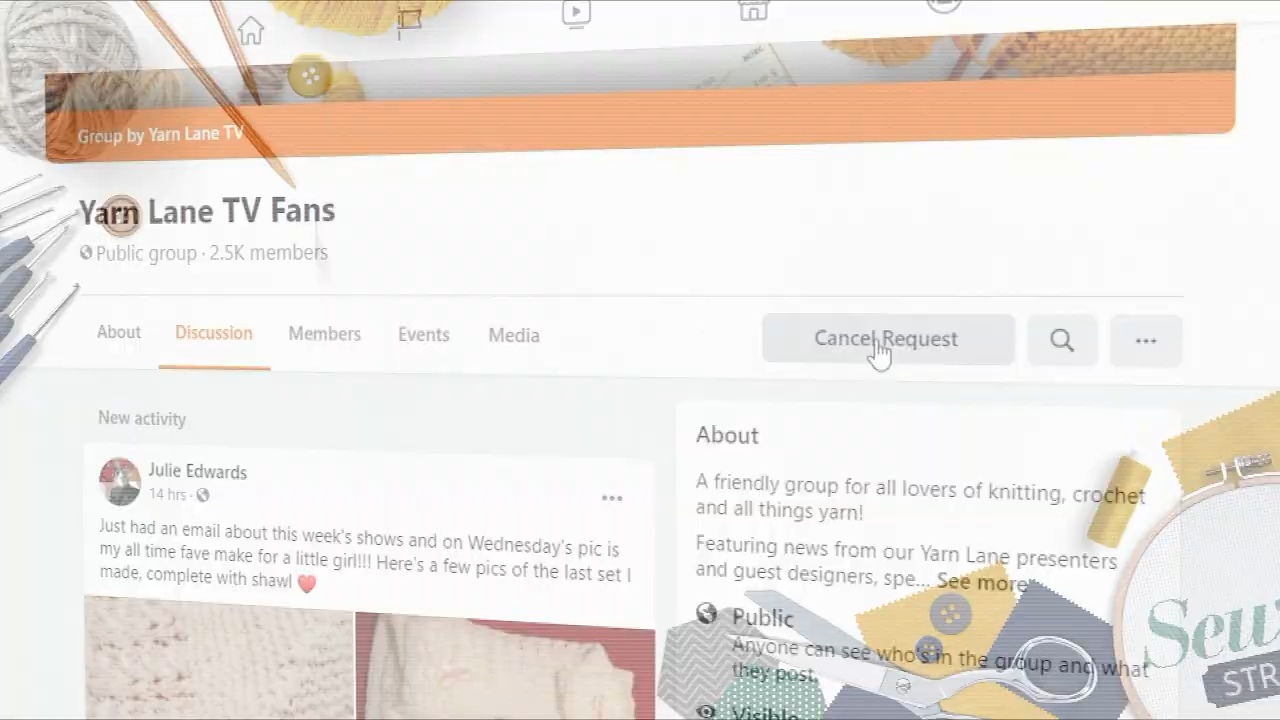 Group by Yarn Lane TV
Yarn Lane TV Fans
Public group · 2.5K members
About Discussion Members Events Media Cancel Request
New activity
Julie Edwards
14 hrs ·
Just had an email about this week's shows and on Wednesday's pic is
my all time fave make for a little girl!!! Here's a few pics of the last set I
made, complete with shawl ❤️
About
A friendly group for all lovers of knitting, crochet
and all things yarn!
Featuring news from our Yarn Lane presenters
and guest designers, spe... See more
Public
Anyone can see who's in the group and what
they post.
Visible
Sew
STR